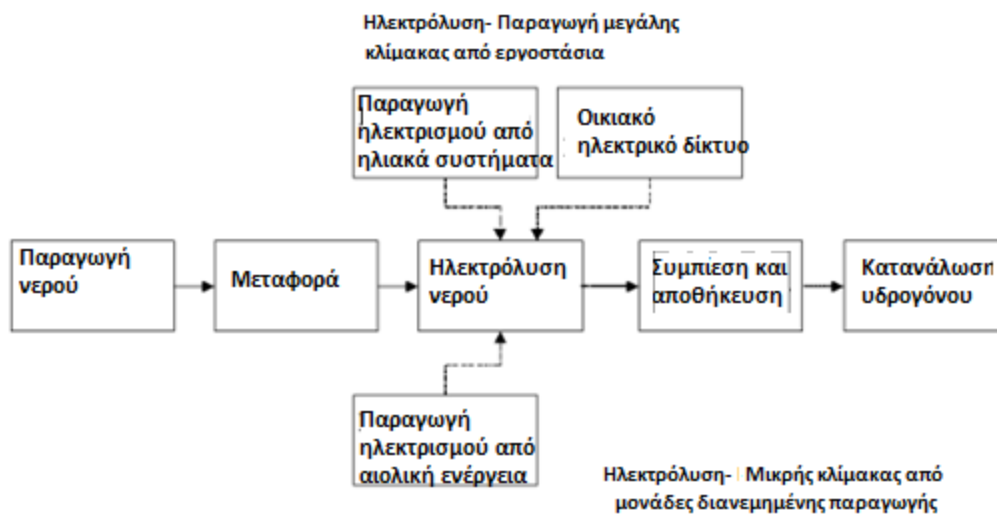 Ηλεκτρόλυση- Παραγωγή μεγάλης
κλίμακας από εργοστάσια
Παραγωγή
ηλεκτρισμού από
ηλιακά συστήματα
Οικιακό
ηλεκτρικό δίκτυο
Παραγωγή
νερού
Μεταφορά
Ηλεκτρόλυση
νερού
Συμπίεση και
αποθήκευση
Κατανάλωση
υδρογόνου
Παραγωγή
ηλεκτρισμού από
αιολική ενέργεια
Ηλεκτρόλυση- Μικρής κλίμακας από
μονάδες διανεμημένης παραγωγής